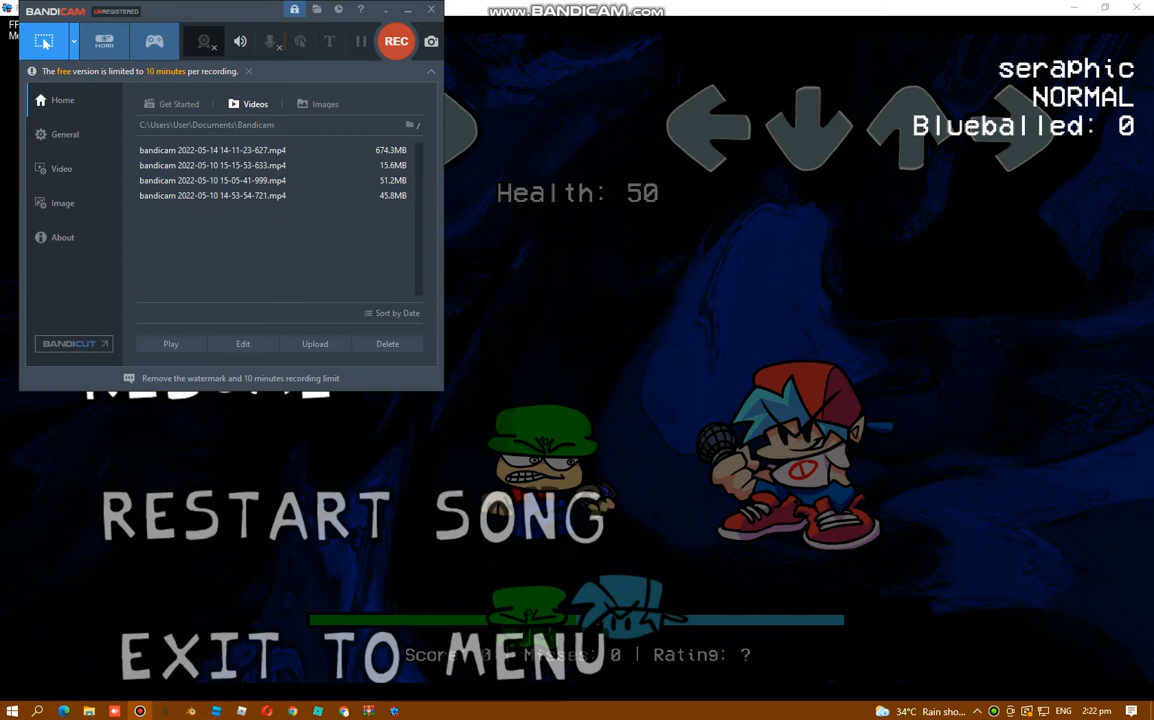 BANDICAM UNREGISTERED
www.BANDICAM.com
HDMI
REC
The free version is limited to 10 minutes per recording.
seraphic
NORMAL
Blueballed: 0
Home
General
Video
Image
About
Get Started
Videos
Images
C:\Users\User\Documents\Bandicam
/
bandicam 2022-05-14 14-11-23-627.mp4 674.3MB
bandicam 2022-05-10 15-15-53-633.mp4 15.6MB
bandicam 2022-05-10 15-05-41-999.mp4 51.2MB
bandicam 2022-05-10 14-53-54-721.mp4 45.8MB
Sort by Date
BANDICUT
Play
Edit
Upload
Delete
Remove the watermark and 10 minutes recording limit
Health: 50
RESUME
RESTART SONG
EXIT TO MENU
Score: 0 | Misses: 0 | Rating: ?
34°C Rain sho...
ENG
2:22 pm